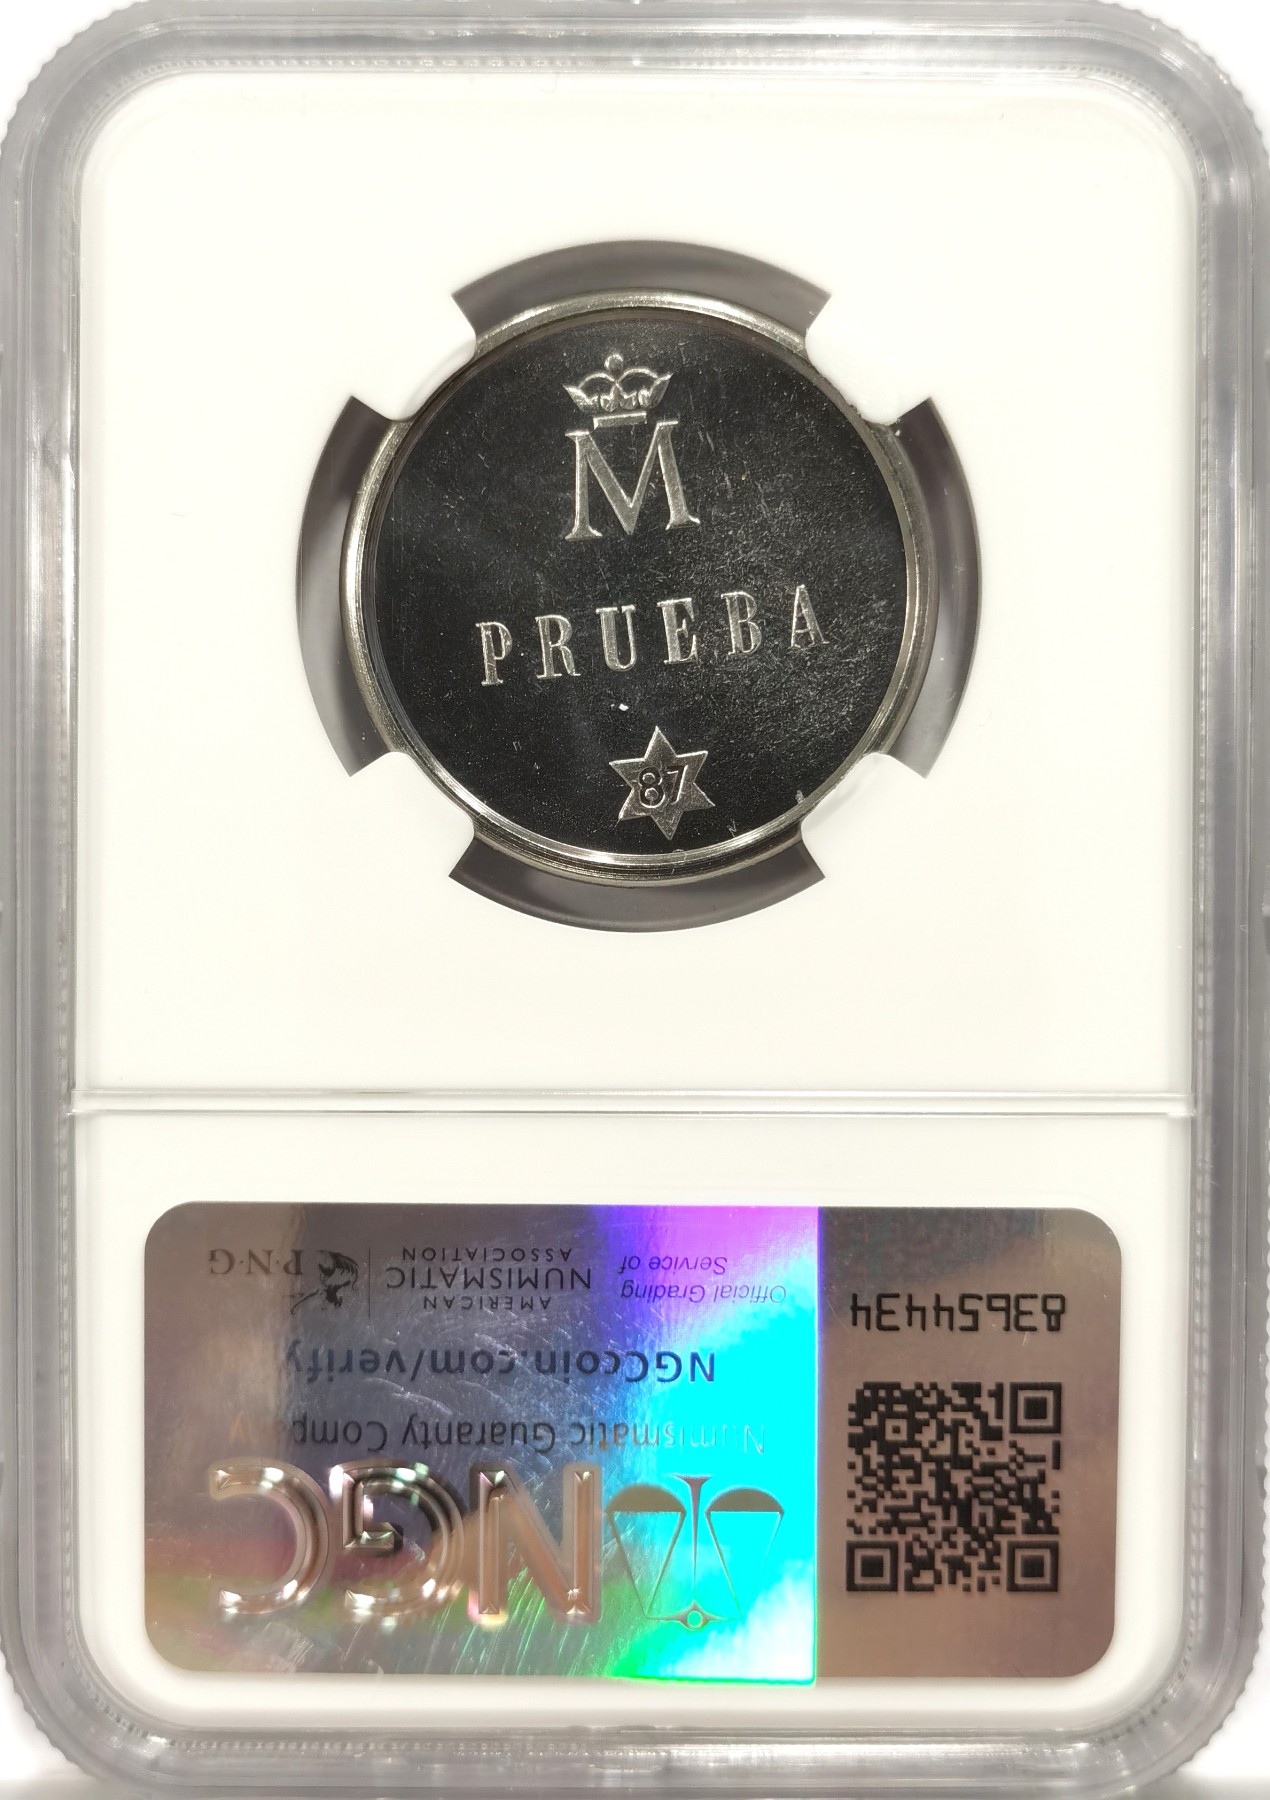 M
PRUEBA
87
NGC
Numismatic Guaranty Company
NGCcoin.com/verify
Official Grading
Service of
AMERICAN
NUMISMATIC
ASSOCIATION
P·N·G
83654434